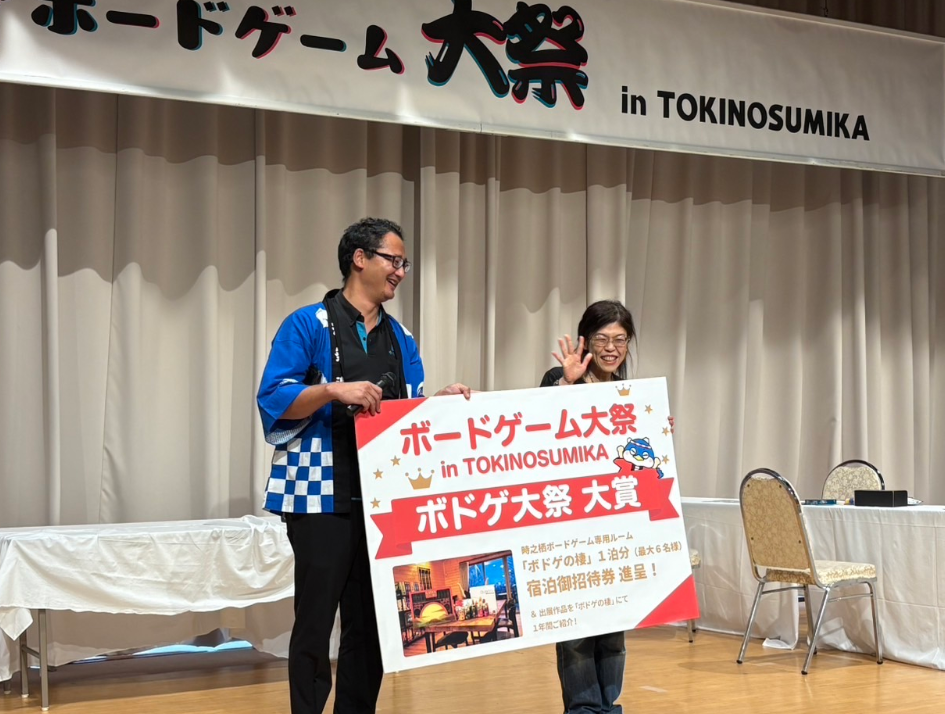 ボードゲーム大祭
in TOKINOSUMIKA
ボードゲーム大祭
in TOKINOSUMIKA
ボドゲ大祭 大賞
時之栖ボードゲーム専用ルーム
「ボドゲの棲」1泊分（最大6名様）
宿泊御招待券 進呈！
& 出展作品を「ボドゲの棲」にて
1年間ご紹介！